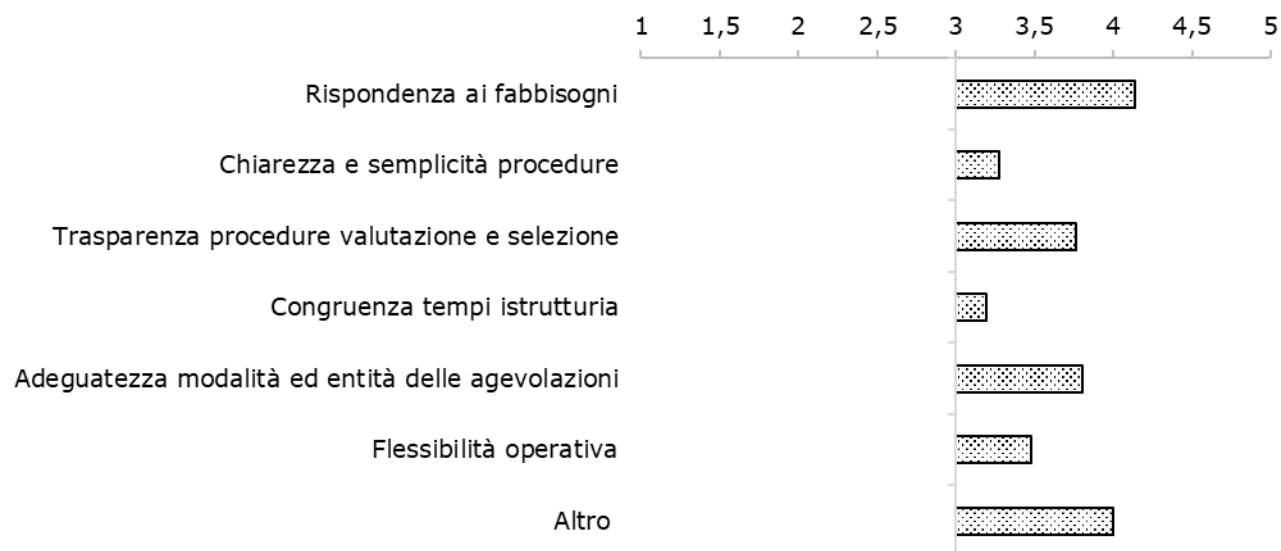 1 1,5 2 2,5 3 3,5 4 4,5 5
Rispondenza ai fabbisogni
Chiarezza e semplicità procedure
Trasparenza procedure valutazione e selezione
Congruenza tempi istrutturia
Adeguatezza modalità ed entità delle agevolazioni
Flessibilità operativa
Altro